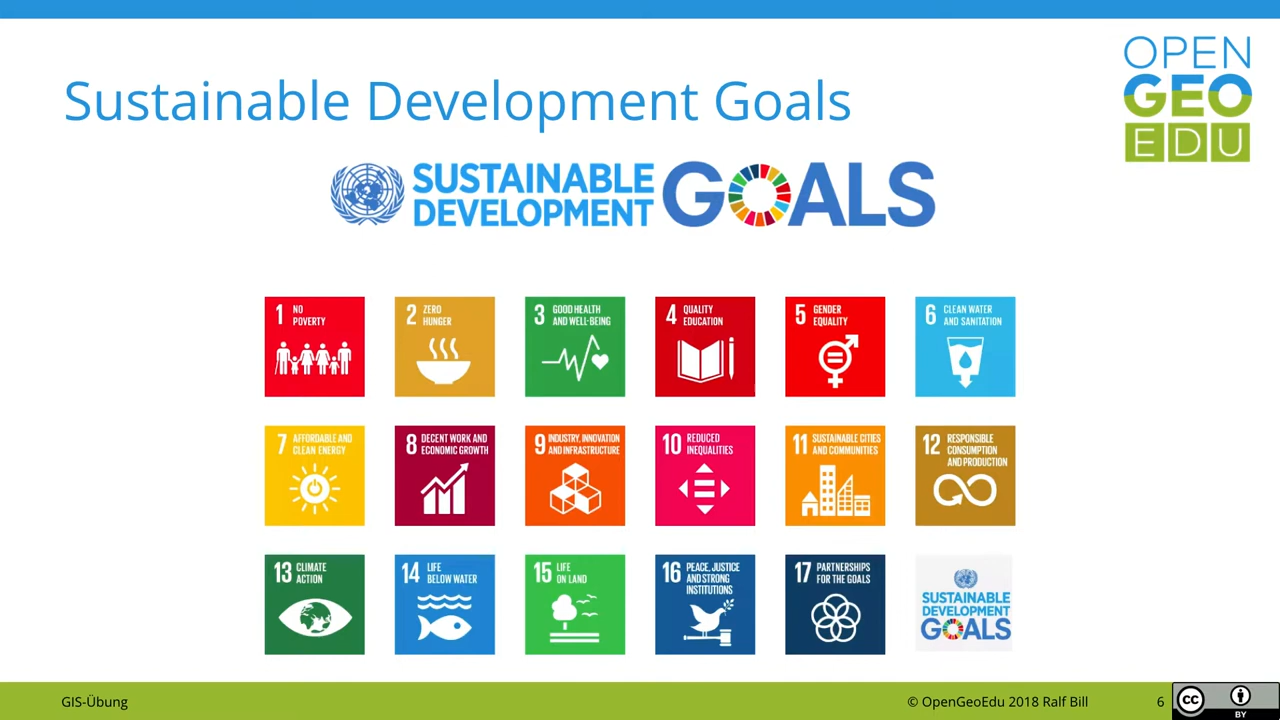 OPEN
GEO
EDU
Sustainable Development Goals
SUSTAINABLE
DEVELOPMENT
GOALS
1 NO
POVERTY
2 ZERO
HUNGER
3 GOOD HEALTH
AND WELL-BEING
4 QUALITY
EDUCATION
5 GENDER
EQUALITY
6 CLEAN WATER
AND SANITATION
7 AFFORDABLE AND
CLEAN ENERGY
8 DECENT WORK AND
ECONOMIC GROWTH
9 INDUSTRY, INNOVATION
AND INFRASTRUCTURE
10 REDUCED
INEQUALITIES
11 SUSTAINABLE CITIES
AND COMMUNITIES
12 RESPONSIBLE
CONSUMPTION
AND PRODUCTION
13 CLIMATE
ACTION
14 LIFE
BELOW WATER
15 LIFE
ON LAND
16 PEACE, JUSTICE
AND STRONG
INSTITUTIONS
17 PARTNERSHIPS
FOR THE GOALS
SUSTAINABLE
DEVELOPMENT
GOALS
GIS-Übung
© OpenGeoEdu 2018 Ralf Bill
6
cc
BY